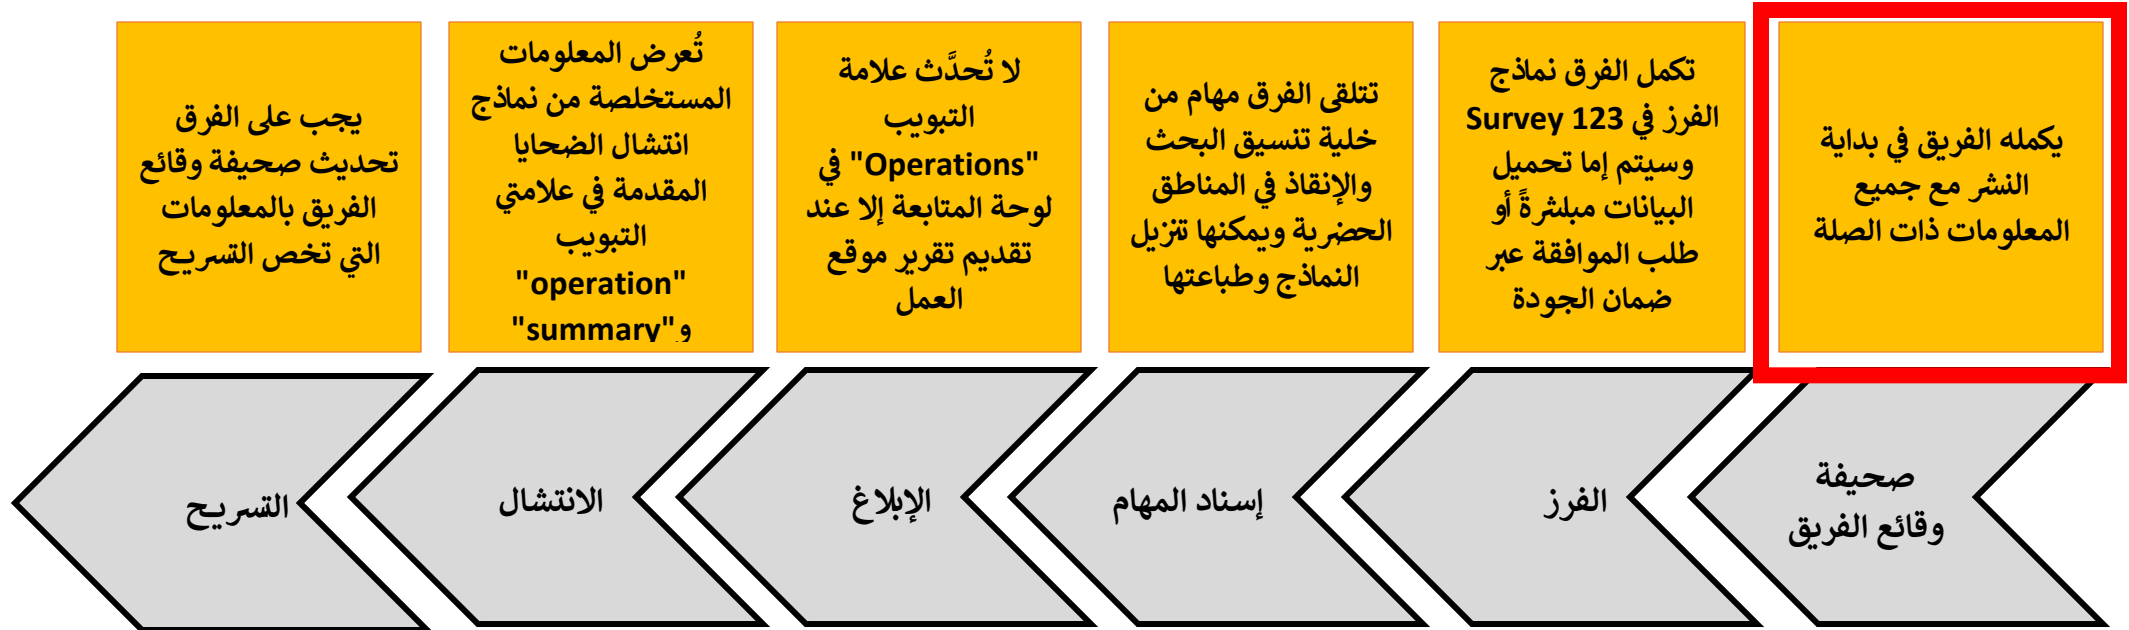 يكمله الفريق في بداية
النشر مع جميع
المعلومات ذات الصلة
تكمل الفرق نماذج
الفرز في Survey 123
وسيتم إما تحميل
البيانات مبلشرةً أو
طلب الموافقة عبر
ضمان الجودة
تتلقى الفرق مهام من
خلية تنسيق البحث
والإنقاذ في المناطق
الحضرية ويمكنها تنزيل
النماذج وطباعتها
لا تُحدَّث علامة
التبويب
"Operations" في
لوحة المتابعة إلا عند
تقديم تقرير موقع
العمل
تُعرض المعلومات
المستخلصة من نماذج
انتشال الضحايا
المقدمة في علامتي
التبويب
"operation"
و"summary"
يجب على الفرق
تحديث صحيفة وقائع
الفريق بالمعلومات
التي تخص التسريح
صحيفة
وقائع الفريق
الفرز
إسناد المهام
الإبلاغ
الانتشال
التسريح